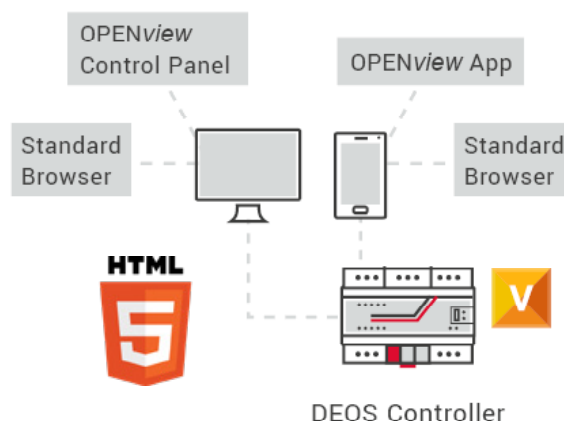 OPENview
Control Panel
OPENview App
Standard
Browser
Standard
Browser
HTML
5
V
DEOS Controller